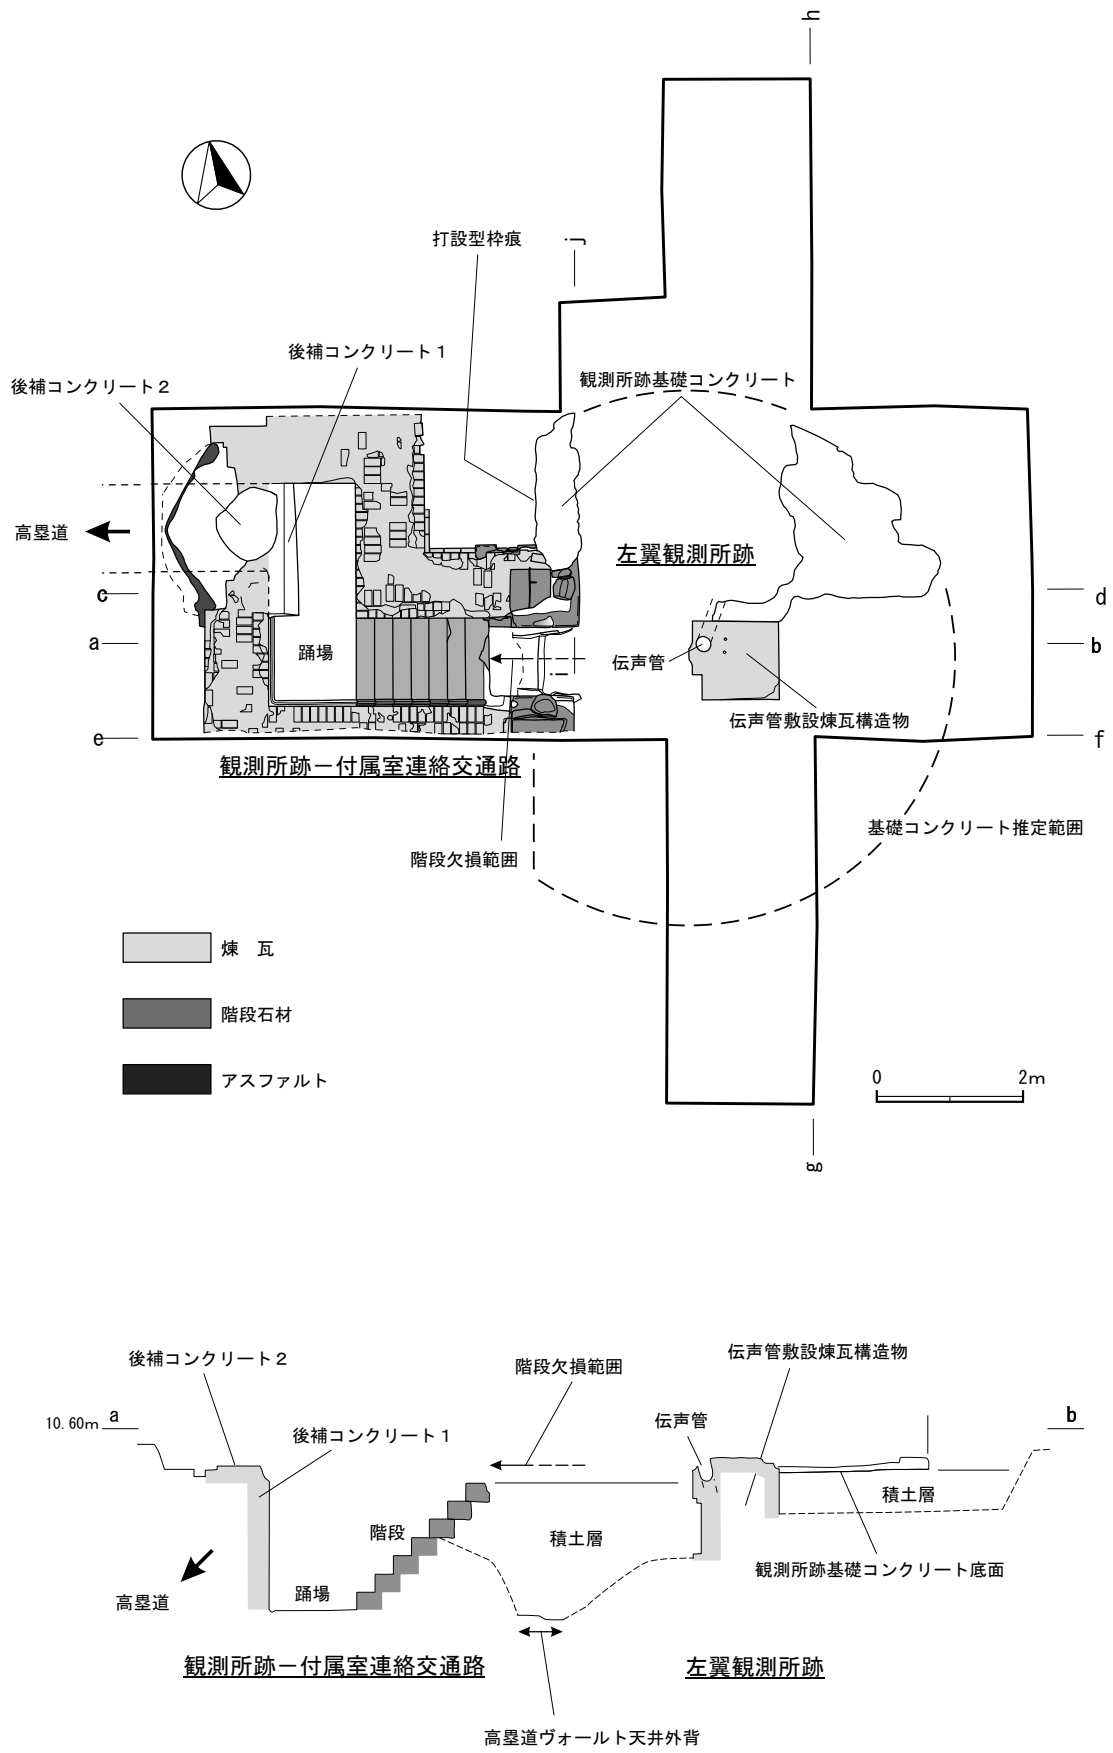 h
打設型枠痕
j
後補コンクリート1
後補コンクリート2
観測所跡基礎コンクリート
高塁道
左翼観測所跡
c
d
a
踊場
伝声管
b
伝声管敷設煉瓦構造物
e
f
観測所跡－付属室連絡交通路
階段欠損範囲
基礎コンクリート推定範囲
煉 瓦
階段石材
アスファルト
0
2m
g
後補コンクリート2
階段欠損範囲
伝声管敷設煉瓦構造物
10.60m
a
後補コンクリート1
伝声管
b
階段
積土層
積土層
観測所跡基礎コンクリート底面
高塁道
踊場
観測所跡－付属室連絡交通路
左翼観測所跡
高塁道ヴォールト天井外背